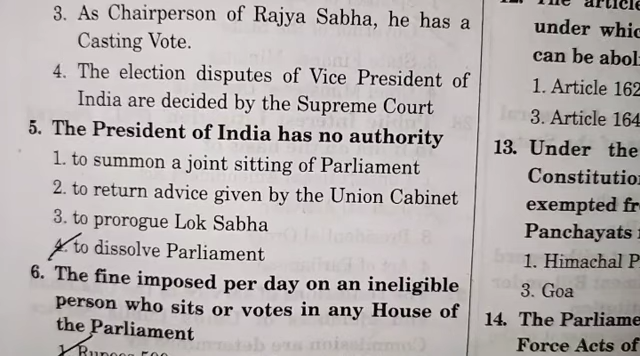 3. As Chairperson of Rajya Sabha, he has a
Casting Vote.
4. The election disputes of Vice President of
India are decided by the Supreme Court
5. The President of India has no authority
1. to summon a joint sitting of Parliament
2. to return advice given by the Union Cabinet
3. to prorogue Lok Sabha
4. to dissolve Parliament
6. The fine imposed per day on an ineligible
person who sits or votes in any House of
the Parliament
1. Rupees 500
under whic
can be abol
1. Article 162
3. Article 164
13. Under the
Constitutio
exempted fr
Panchayats
1. Himachal P
3. Goa
14. The Parliame
Force Acts of